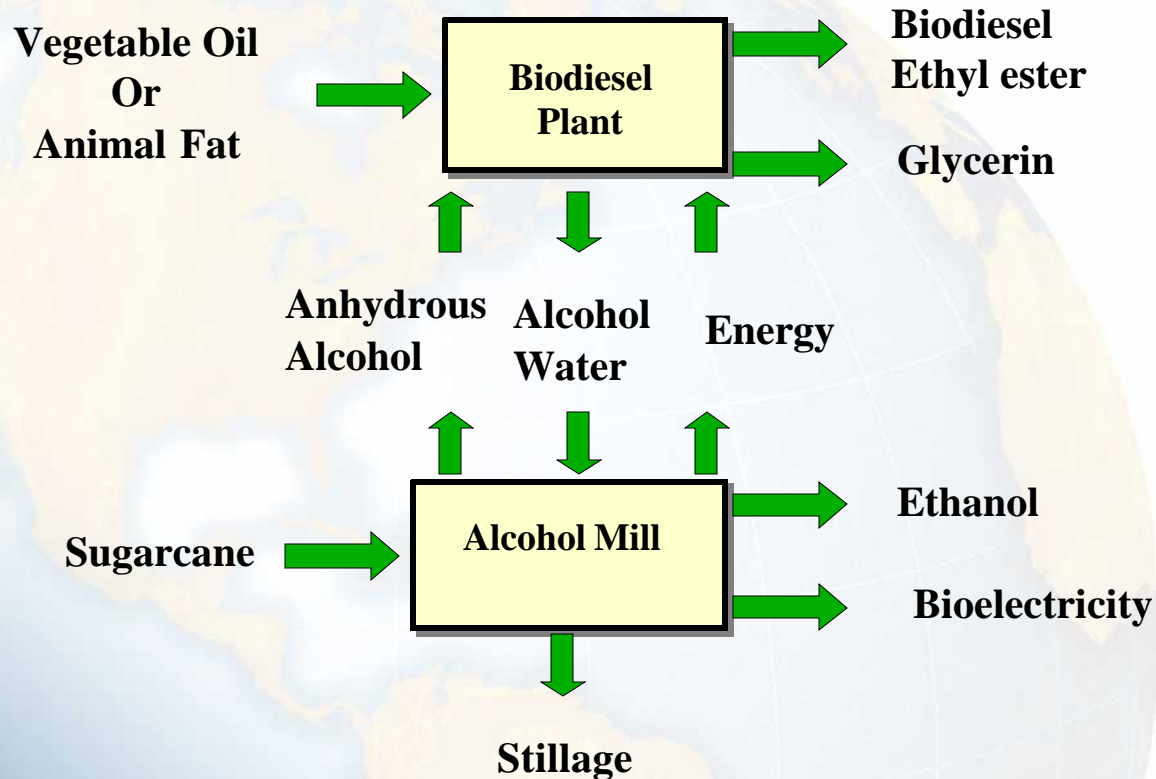 Vegetable Oil
Or
Animal Fat
Biodiesel
Plant
Biodiesel
Ethyl ester
Glycerin
Anhydrous
Alcohol
Alcohol
Water
Energy
Sugarcane
Alcohol Mill
Ethanol
Bioelectricity
Stillage